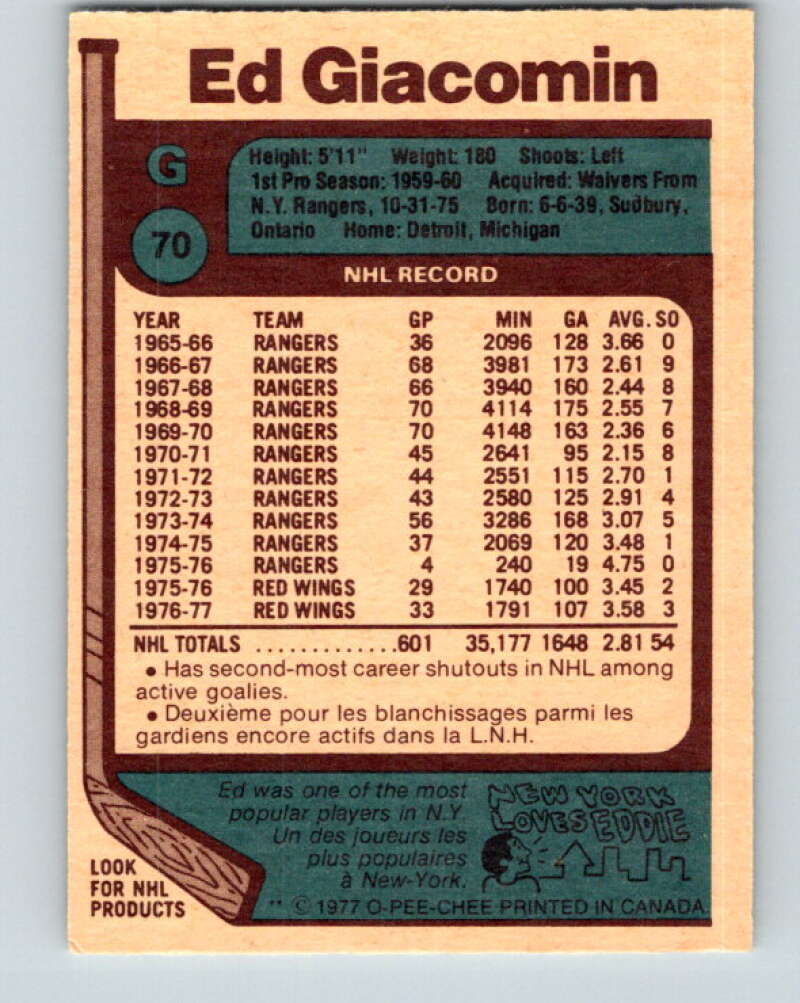 Ed Giacomin
G
70
Height: 5'11" Weight: 180 Shoots: Left
1st Pro Season: 1959-60 Acquired: Waivers From
N.Y. Rangers, 10-31-75 Born: 6-6-39, Sudbury,
Ontario Home: Detroit, Michigan
NHL RECORD
YEAR TEAM GP MIN GA AVG. SO
1965-66 RANGERS 36 2096 128 3.66 0
1966-67 RANGERS 68 3981 173 2.61 9
1967-68 RANGERS 66 3940 160 2.44 8
1968-69 RANGERS 70 4114 175 2.55 7
1969-70 RANGERS 70 4148 163 2.36 6
1970-71 RANGERS 45 2641 95 2.15 8
1971-72 RANGERS 44 2551 115 2.70 1
1972-73 RANGERS 43 2580 125 2.91 4
1973-74 RANGERS 56 3286 168 3.07 5
1974-75 RANGERS 37 2069 120 3.48 1
1975-76 RANGERS 4 240 19 4.75 0
1975-76 RED WINGS 29 1740 100 3.45 2
1976-77 RED WINGS 33 1791 107 3.58 3
NHL TOTALS .............601 35,177 1648 2.81 54
• Has second-most career shutouts in NHL among
active goalies.
• Deuxième pour les blanchissages parmi les
gardiens encore actifs dans la L.N.H.
Ed was one of the most
popular players in N.Y.
Un des joueurs les
plus populaires
à New-York.
NEW YORK
LOVES EDDIE
LOOK
FOR NHL
PRODUCTS
** © 1977 O-PEE-CHEE PRINTED IN CANADA